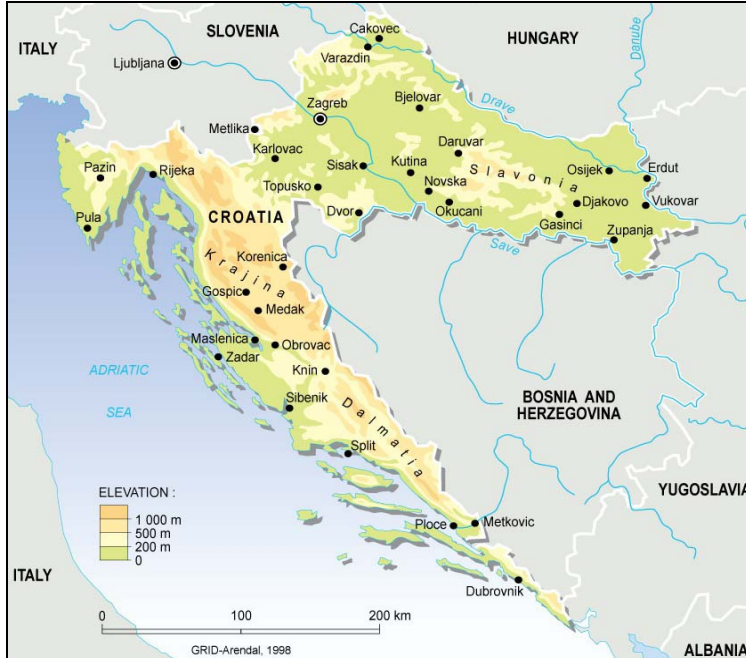 SLOVENIA
HUNGARY
ITALY
Ljubljana
Cakovec
Varazdin
Danube
Drave
Zagreb
Bjelovar
Metlika
Karlovac
Daruvar
Sisak
Kutina
Slavonia
Osijek
Erdut
Pazin
Rijeka
Topusko
Novska
Djakovo
Vukovar
Pula
CROATIA
Dvor
Okucani
Gasinci
Zupanja
Save
Korenica
Krajina
Gospic
Medak
Maslenica
Obrovac
Zadar
Knin
ADRIATIC
SEA
BOSNIA AND
HERZEGOVINA
Sibenik
Dalmatia
Split
YUGOSLAVIA
ELEVATION :
1 000 m
500 m
200 m
0
Ploce
Metkovic
ITALY
Dubrovnik
0
100
200 km
GRID-Arendal, 1998
ALBANIA